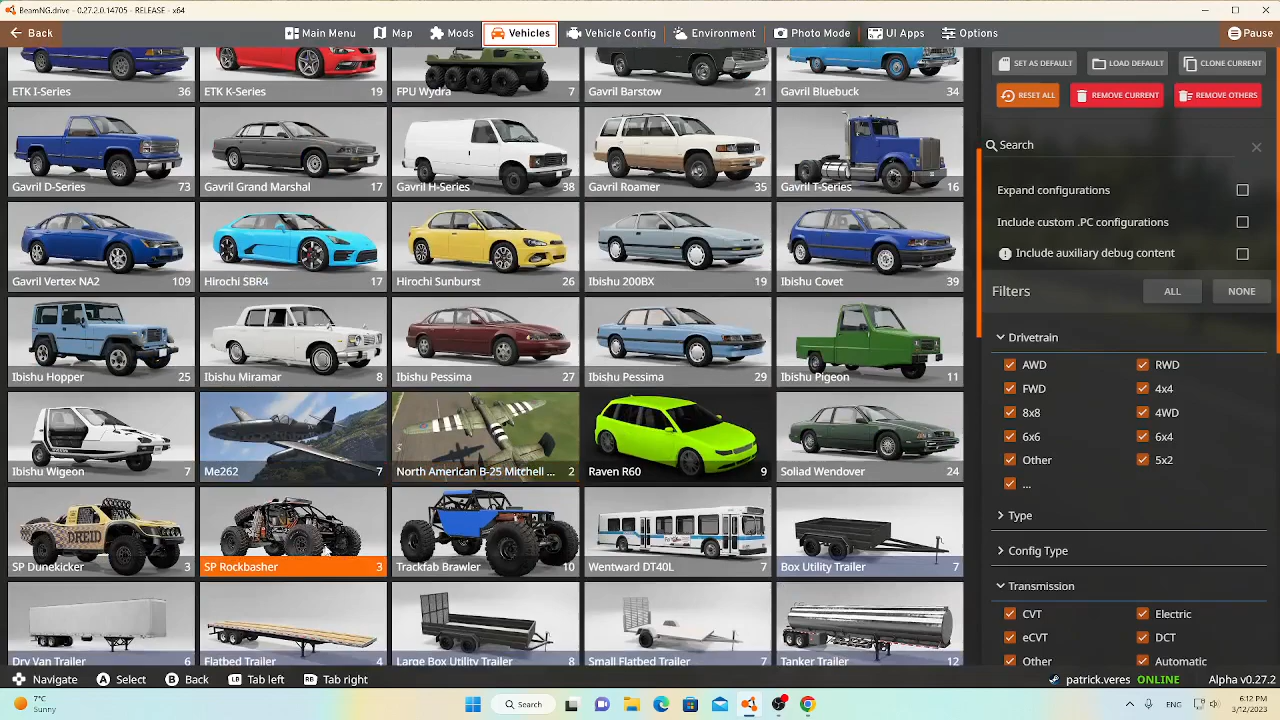 BeamNG.drive - 0.27.2.0.14705 - RELEASE - x64
Back
Main Menu
Map
Mods
Vehicles
Vehicle Config
Environment
Photo Mode
UI Apps
Options
Pause
ETK I-Series 36
ETK K-Series 19
FPU Wydra 7
Gavril Barstow 21
Gavril Bluebuck 34
Gavril D-Series 73
Gavril Grand Marshal 17
Gavril H-Series 38
Gavril Roamer 35
Gavril T-Series 16
Gavril Vertex NA2 109
Hirochi SBR4 17
Hirochi Sunburst 26
Ibishu 200BX 19
Ibishu Covet 39
Ibishu Hopper 25
Ibishu Miramar 8
Ibishu Pessima 27
Ibishu Pessima 29
Ibishu Pigeon 11
Ibishu Wigeon 7
Me262 7
North American B-25 Mitchell ... 2
Raven R60 9
Soliad Wendover 24
DREID
SP Dunekicker 3
SP Rockbasher 3
Trackfab Brawler 10
Wentward DT40L 7
Box Utility Trailer 7
Dry Van Trailer 6
Flatbed Trailer 4
Large Box Utility Trailer 8
Small Flatbed Trailer 7
Tanker Trailer 12
SET AS DEFAULT
LOAD DEFAULT
CLONE CURRENT
RESET ALL
REMOVE CURRENT
REMOVE OTHERS
Search
Expand configurations
Include custom .PC configurations
Include auxiliary debug content
Filters
ALL
NONE
Drivetrain
AWD RWD
FWD 4x4
8x8 4WD
6x6 6x4
Other 5x2
...
Type
Config Type
Transmission
CVT Electric
eCVT DCT
Other Automatic
Navigate
A Select
B Back
LB Tab left
RB Tab right
patrick.veres ONLINE
Alpha v0.27.2
7°C
Sunny
Search
ENG
6:12 PM
3/12/2023